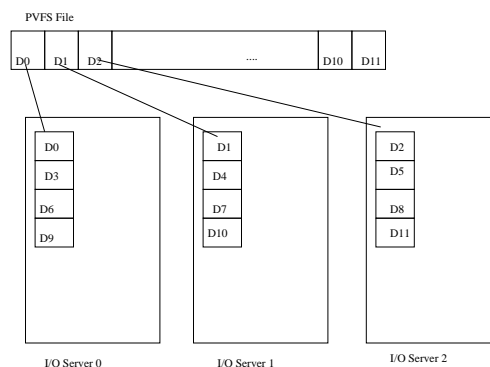 PVFS File
D0 D1 D2 .... D10 D11
D0 D1 D2
D3 D4 D5
D6 D7 D8
D9 D10 D11
I/O Server 0 I/O Server 1 I/O Server 2